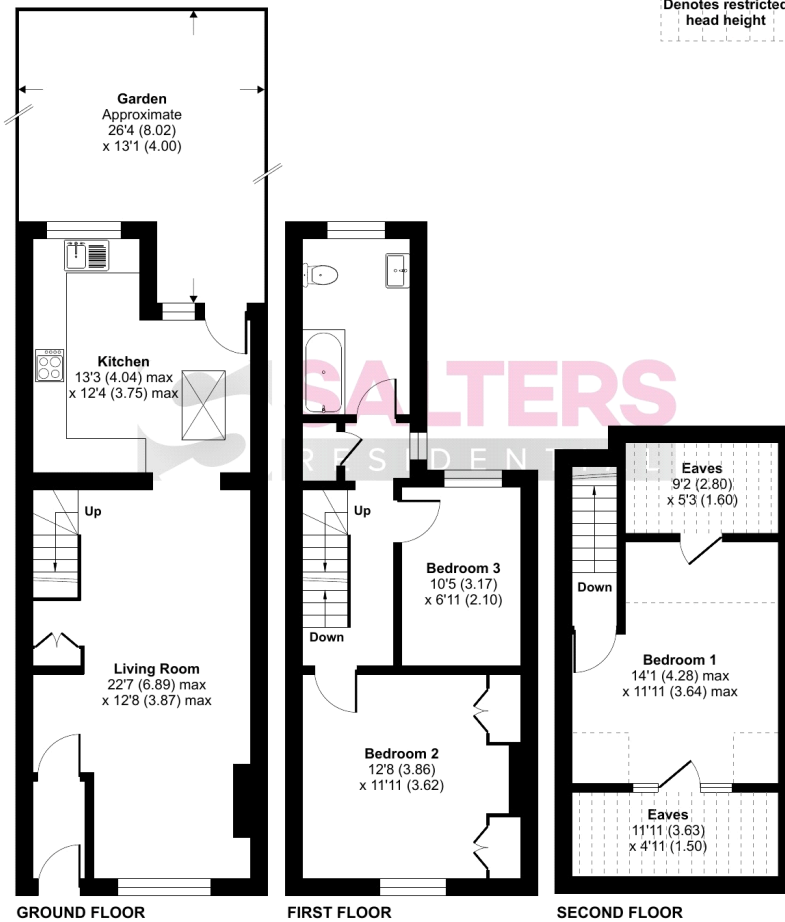 Denotes restricted
head height
Garden
Approximate
26'4 (8.02)
x 13'1 (4.00)
Kitchen
13'3 (4.04) max
x 12'4 (3.75) max
Up
Living Room
22'7 (6.89) max
x 12'8 (3.87) max
GROUND FLOOR
SALTERS
RESIDENTIAL
Up
Down
Bedroom 3
10'5 (3.17)
x 6'11 (2.10)
Bedroom 2
12'8 (3.86)
x 11'11 (3.62)
FIRST FLOOR
Eaves
9'2 (2.80)
x 5'3 (1.60)
Down
Bedroom 1
14'1 (4.28) max
x 11'11 (3.64) max
Eaves
11'11 (3.63)
x 4'11 (1.50)
SECOND FLOOR